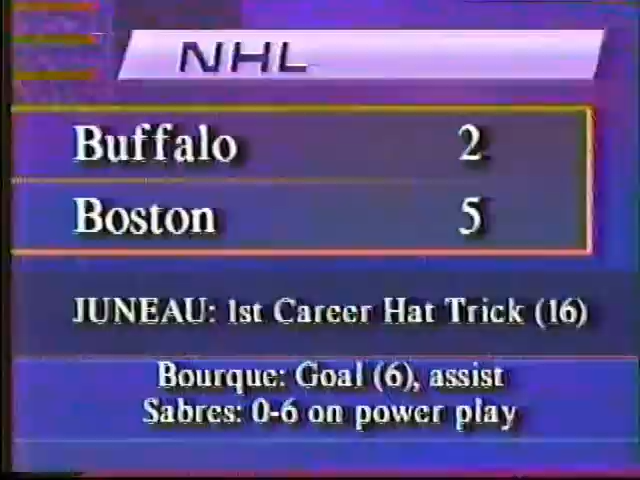 NHL
Buffalo 2
Boston 5
JUNEAU: 1st Career Hat Trick (16)
Bourque: Goal (6), assist
Sabres: 0-6 on power play